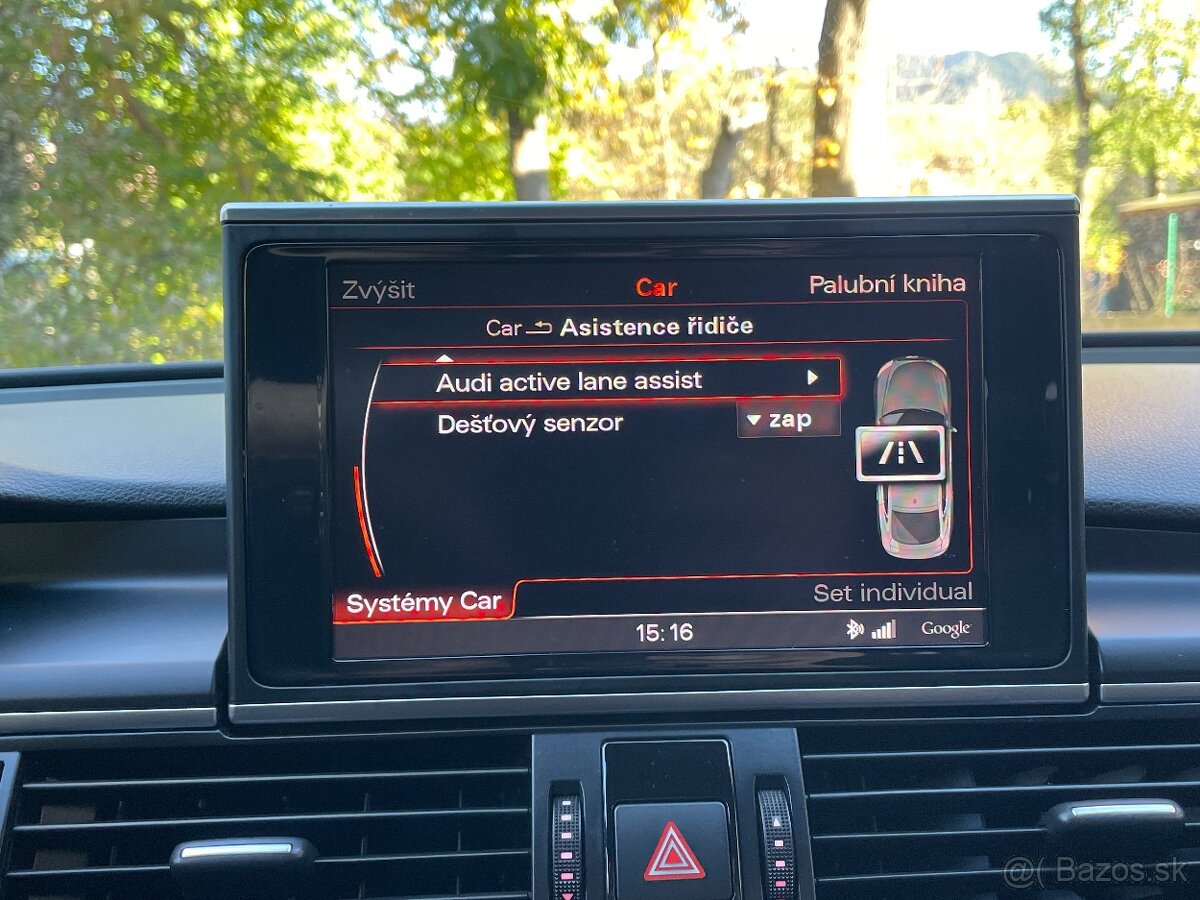 Zvýšit Car Palubní kniha
Car Asistence řidiče
Audi active lane assist
Dešťový senzor zap
Systémy Car Set individual
15:16 Google
@( Bazos.sk